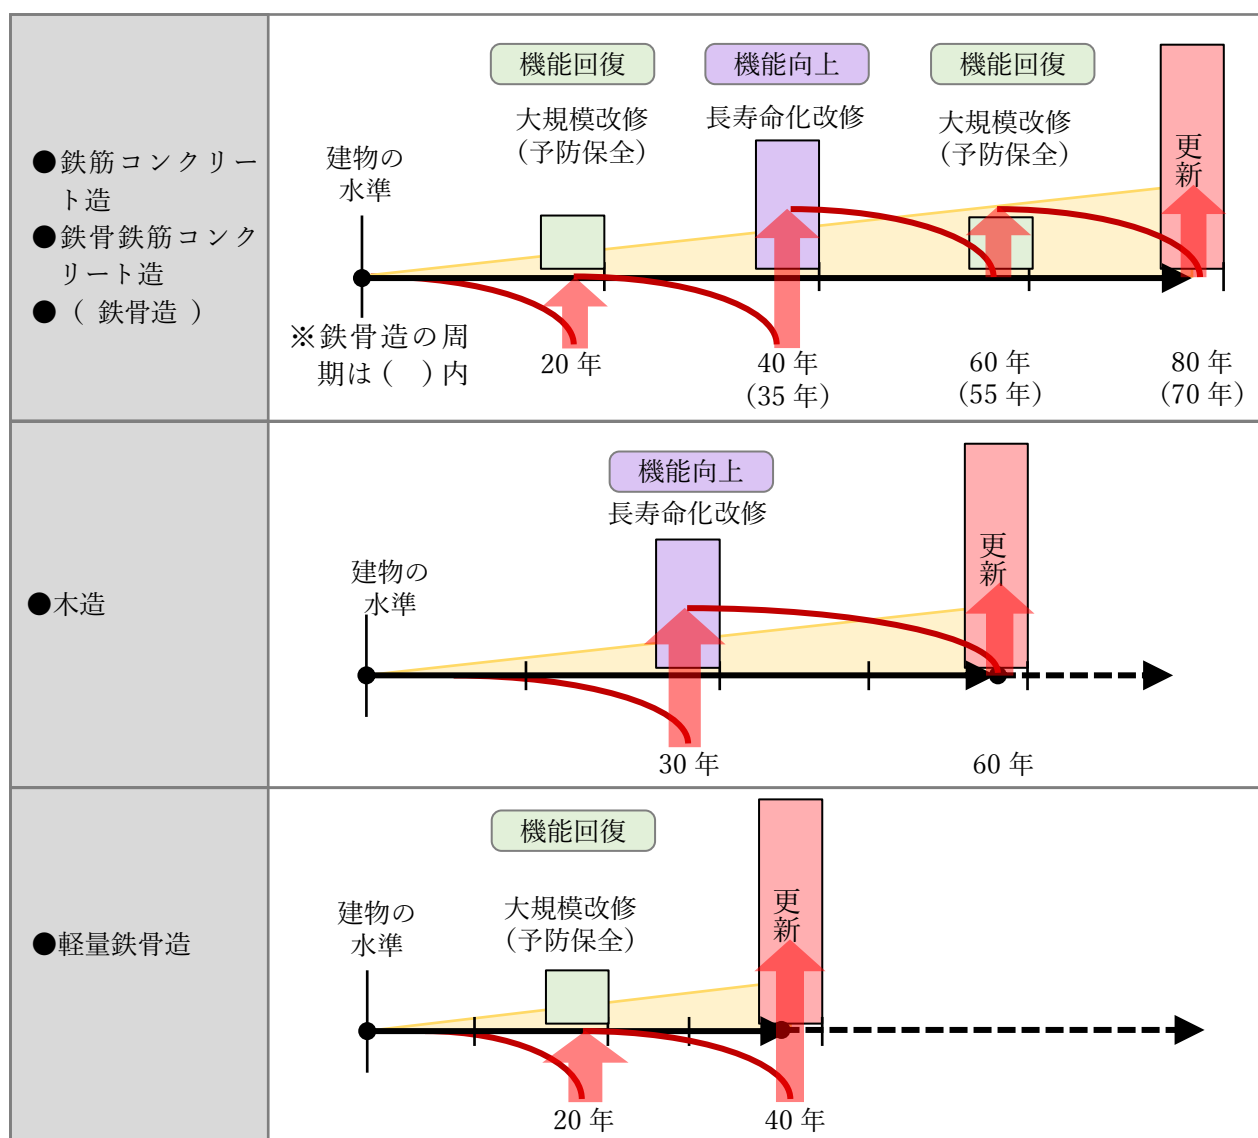 ●鉄筋コンクリー
ト造
●鉄骨鉄筋コンク
リート造
●（ 鉄骨造 ）
機能回復
機能向上
機能回復
大規模改修
（予防保全）
長寿命化改修
大規模改修
（予防保全）
建物の
水準
更新
※鉄骨造の周
期は（　）内
20 年
40 年
（35 年）
60 年
（55 年）
80 年
（70 年）
●木造
機能向上
長寿命化改修
建物の
水準
更新
30 年
60 年
●軽量鉄骨造
機能回復
大規模改修
（予防保全）
建物の
水準
更新
20 年
40 年